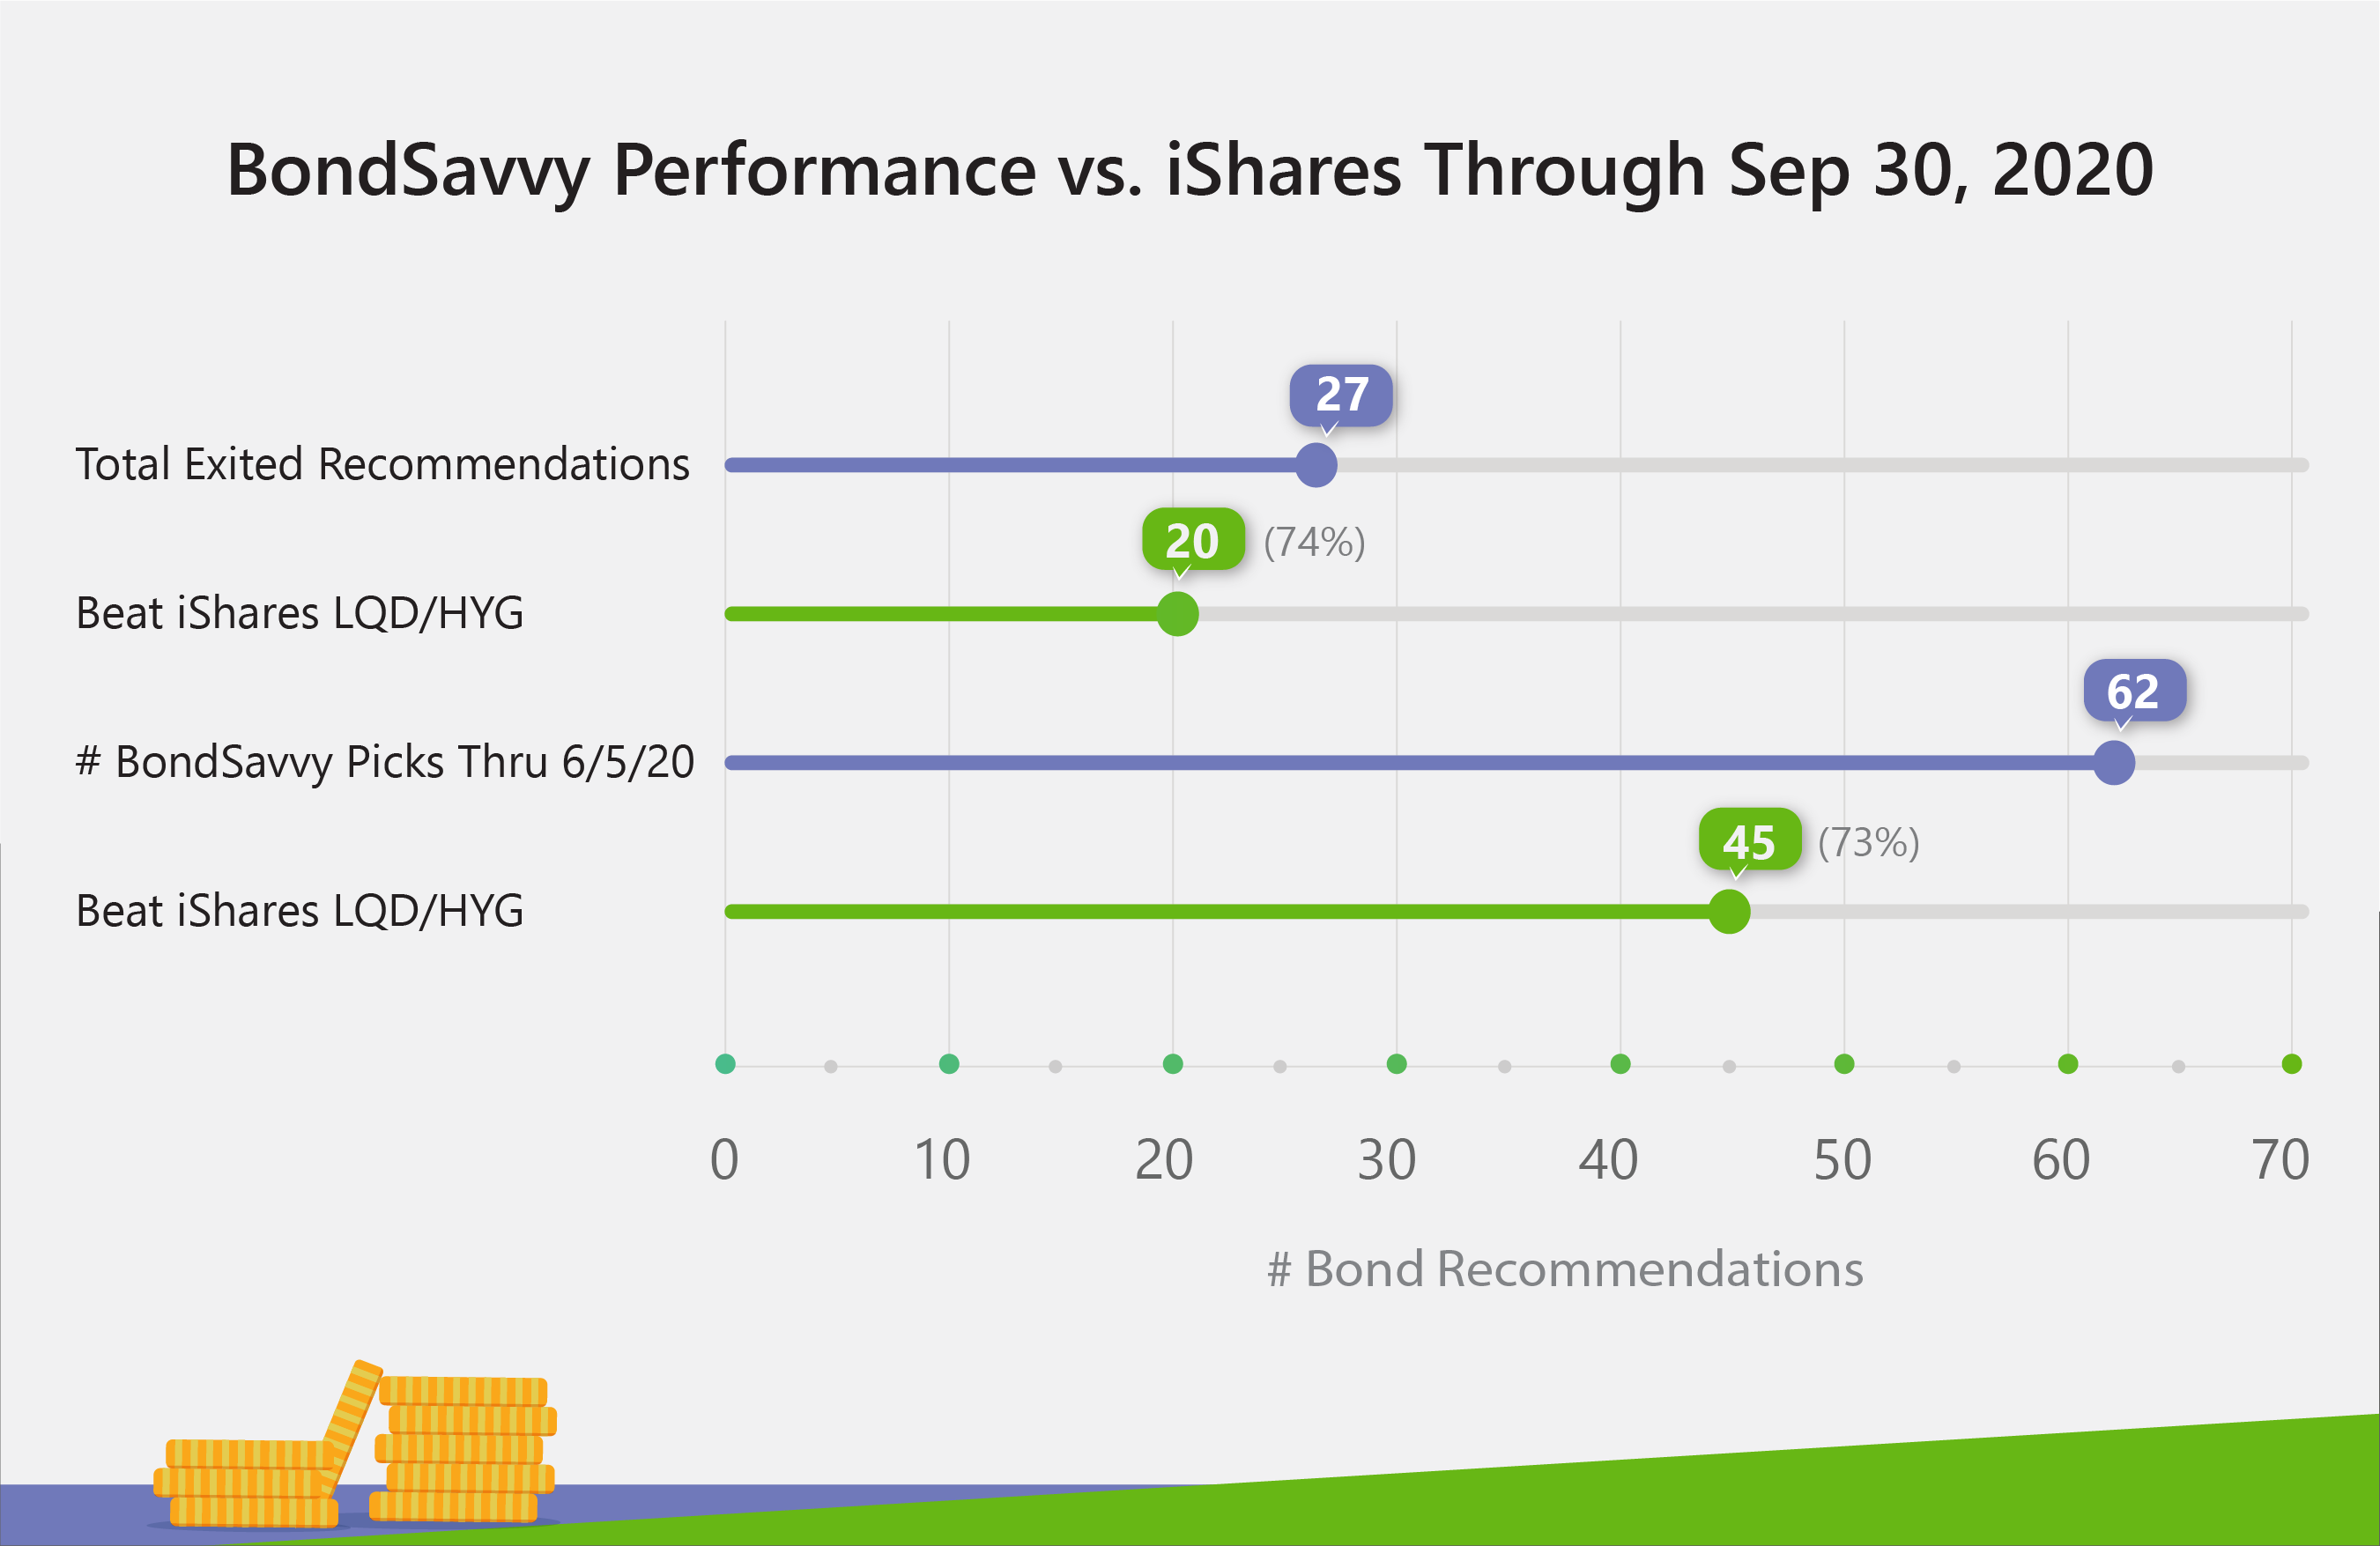 BondSavvy Performance vs. iShares Through Sep 30, 2020
27
Total Exited Recommendations
20 (74%)
Beat iShares LQD/HYG
62
# BondSavvy Picks Thru 6/5/20
45 (73%)
Beat iShares LQD/HYG
0 10 20 30 40 50 60 70
# Bond Recommendations